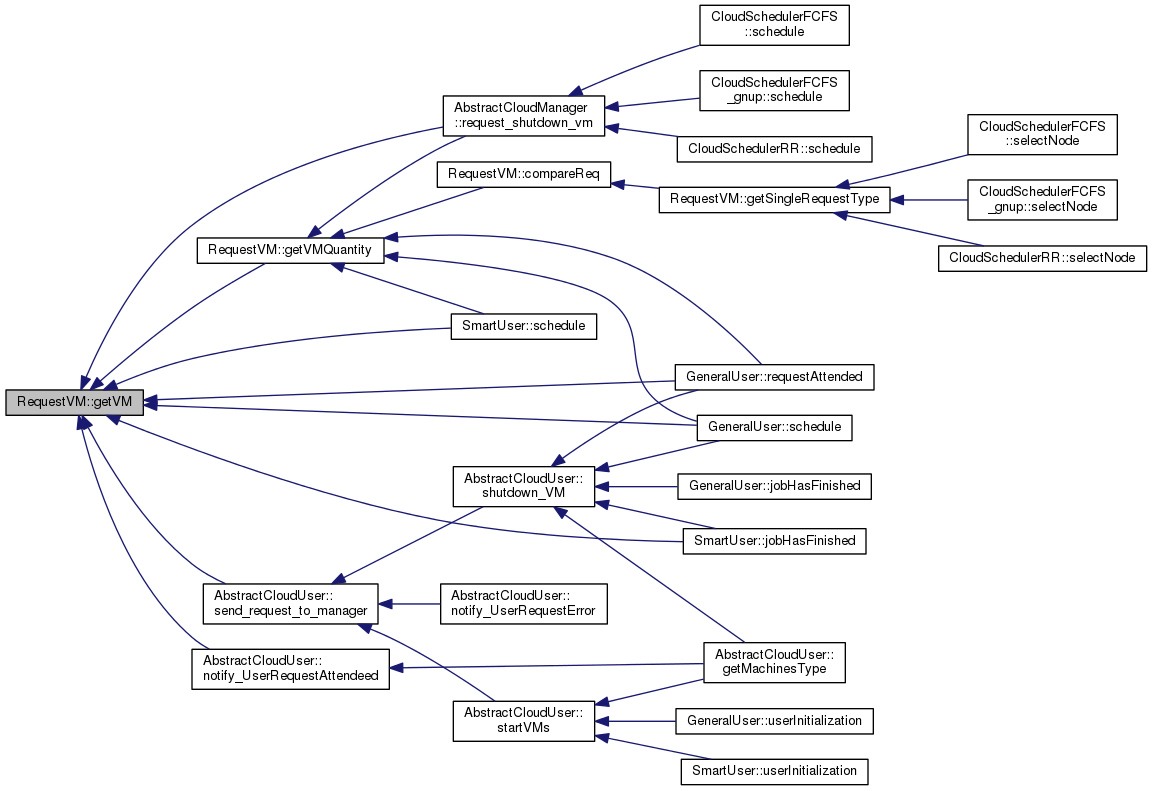 CloudSchedulerFCFS
::schedule
CloudSchedulerFCFS
_gnup::schedule
AbstractCloudManager
::request_shutdown_vm
CloudSchedulerRR::schedule
CloudSchedulerFCFS
::selectNode
RequestVM::compareReq
RequestVM::getSingleRequestType
CloudSchedulerFCFS
_gnup::selectNode
RequestVM::getVMQuantity
CloudSchedulerRR::selectNode
SmartUser::schedule
GeneralUser::requestAttended
RequestVM::getVM
GeneralUser::schedule
AbstractCloudUser::
shutdown_VM
GeneralUser::jobHasFinished
SmartUser::jobHasFinished
AbstractCloudUser::
send_request_to_manager
AbstractCloudUser::
notify_UserRequestError
AbstractCloudUser::
notify_UserRequestAttendeed
AbstractCloudUser::
getMachinesType
AbstractCloudUser::
startVMs
GeneralUser::userInitialization
SmartUser::userInitialization